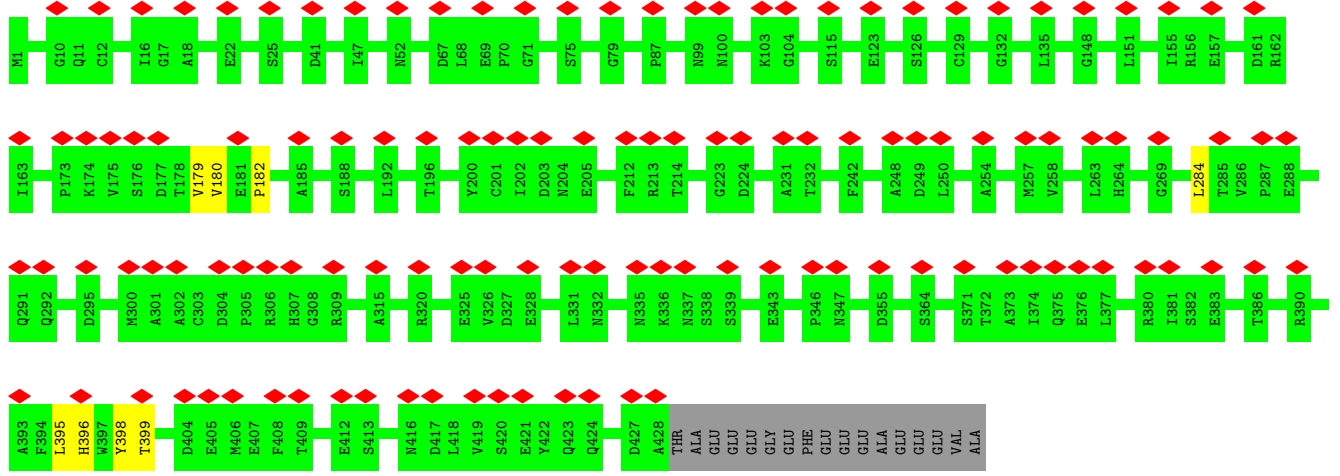 M1 G10 Q11 C12 I16 G17 A18 E22 S25 D41 I47 N52 D67 L68 E69 P70 G71 S75 G79 P87 N99 N100 K103 G104 S115 E123 S126 C129 G132 L135 G148 L151 I155 R156 E157 D161 R162
I163 P173 K174 V175 S176 D177 T178 V179 V180 E181 P182 A185 S188 L192 T196 Y200 C201 I202 D203 N204 E205 F212 R213 T214 G223 D224 A231 T232 F242 A248 D249 L250 A254 M257 V258 L263 H264 G269 L284 T285 V286 P287 E288
Q291 Q292 D295 M300 A301 A302 C303 D304 P305 R306 H307 G308 R309 A315 R320 E325 V326 D327 E328 L331 N332 N335 K336 N337 S338 S339 E343 P346 N347 D355 S364 S371 T372 A373 I374 Q375 E376 L377 R380 I381 S382 E383 T386 R390
A393 F394 L395 H396 W397 Y398 T399 D404 E405 M406 E407 F408 T409 E412 S413 N416 D417 L418 V419 S420 E421 Y422 Q423 Q424 D427 A428 THR ALA GLU GLU GLU GLY GLU PHE GLU GLU GLU ALA GLU GLU GLU VAL ALA